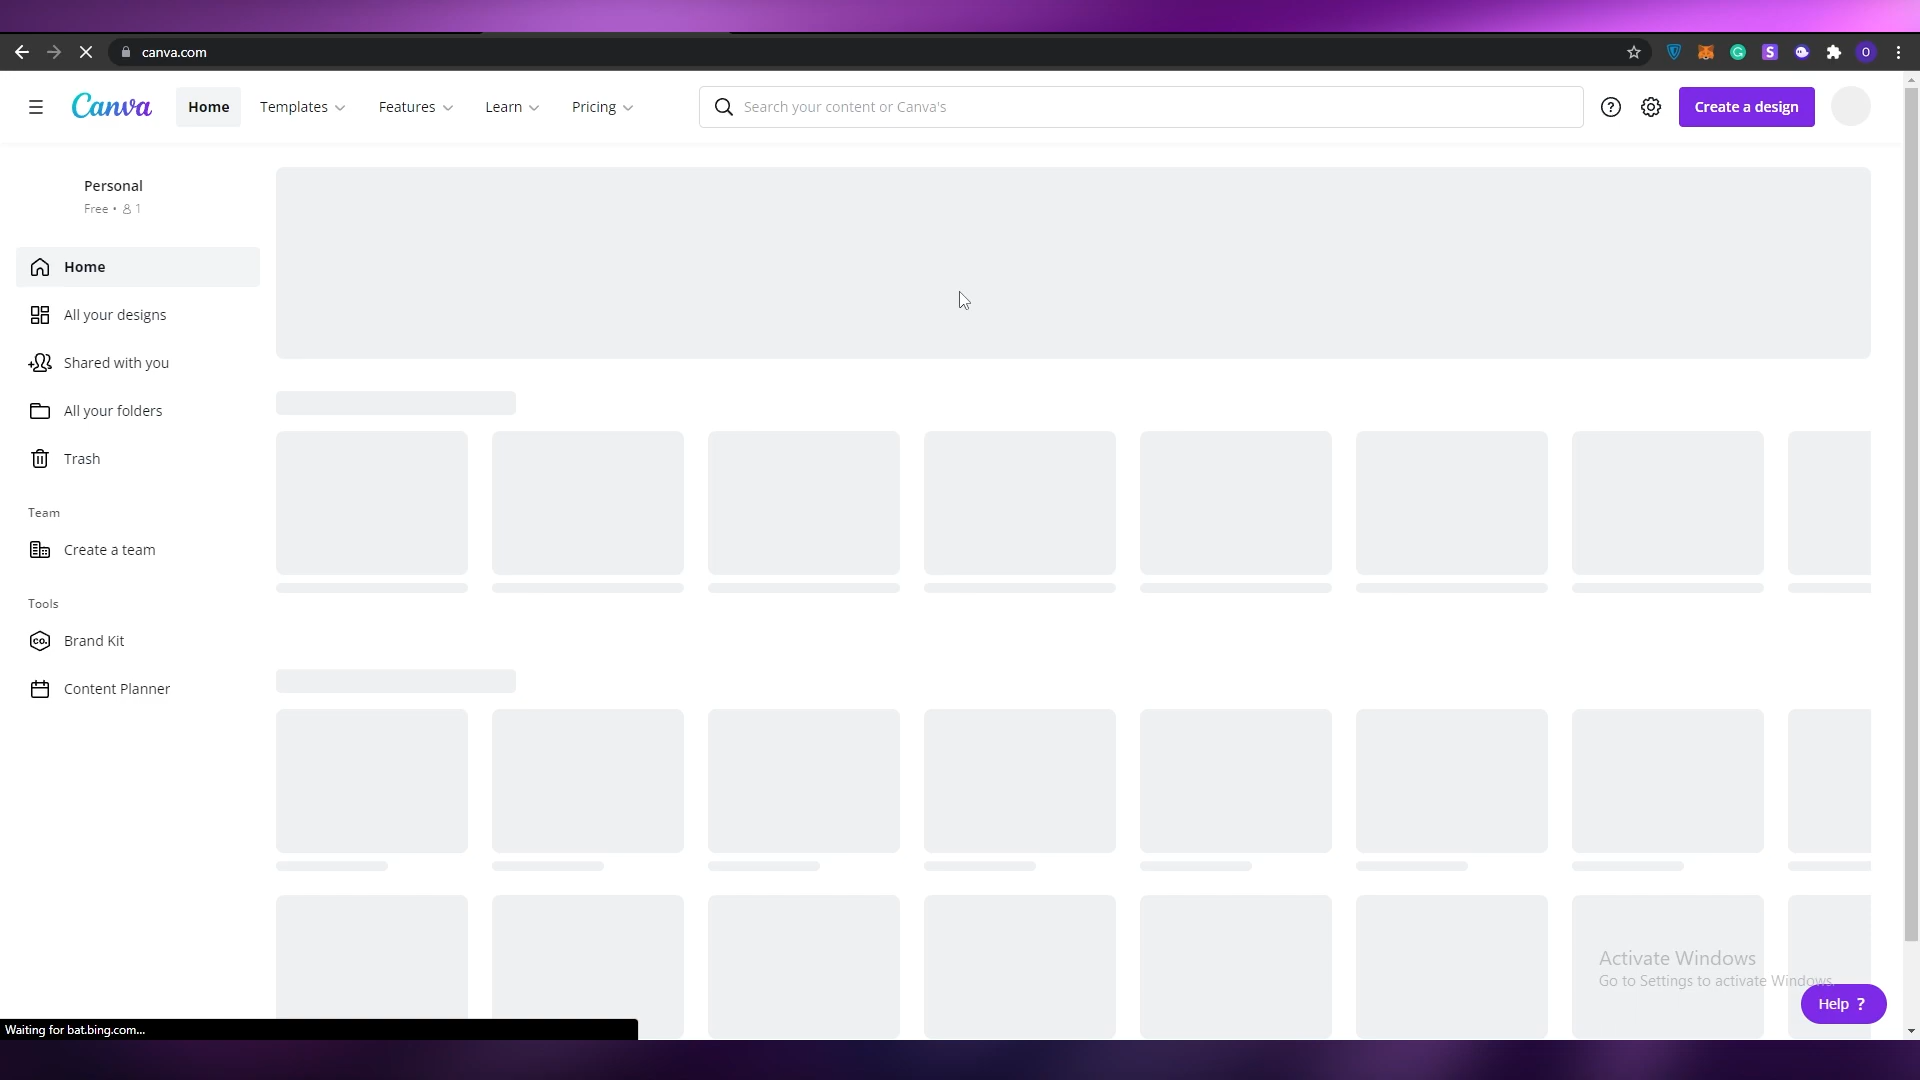 canva.com
O
Canva
Home
Templates
Features
Learn
Pricing
Search your content or Canva's
Create a design
Personal
Free • 1
Home
All your designs
Shared with you
All your folders
Trash
Team
Create a team
Tools
CO.
Brand Kit
Content Planner
Activate Windows
Go to Settings to activate Windows.
Help ?
Waiting for bat.bing.com...